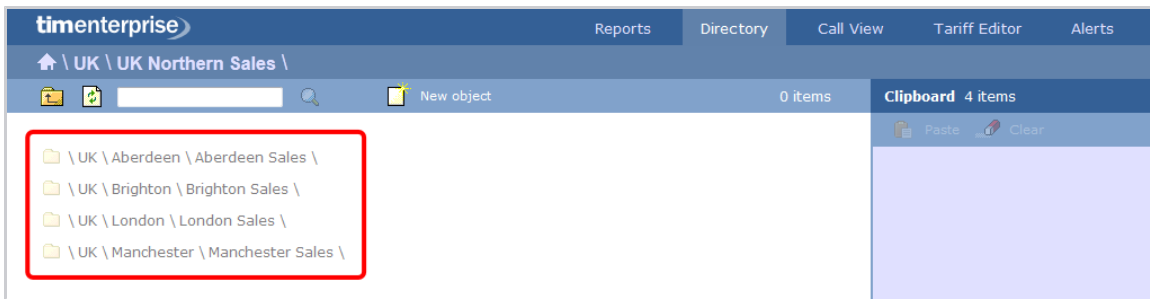 timenterprise
Reports Directory Call View Tariff Editor Alerts
\ UK \ UK Northern Sales \
New object 0 items Clipboard 4 items
Paste Clear
\ UK \ Aberdeen \ Aberdeen Sales \
\ UK \ Brighton \ Brighton Sales \
\ UK \ London \ London Sales \
\ UK \ Manchester \ Manchester Sales \